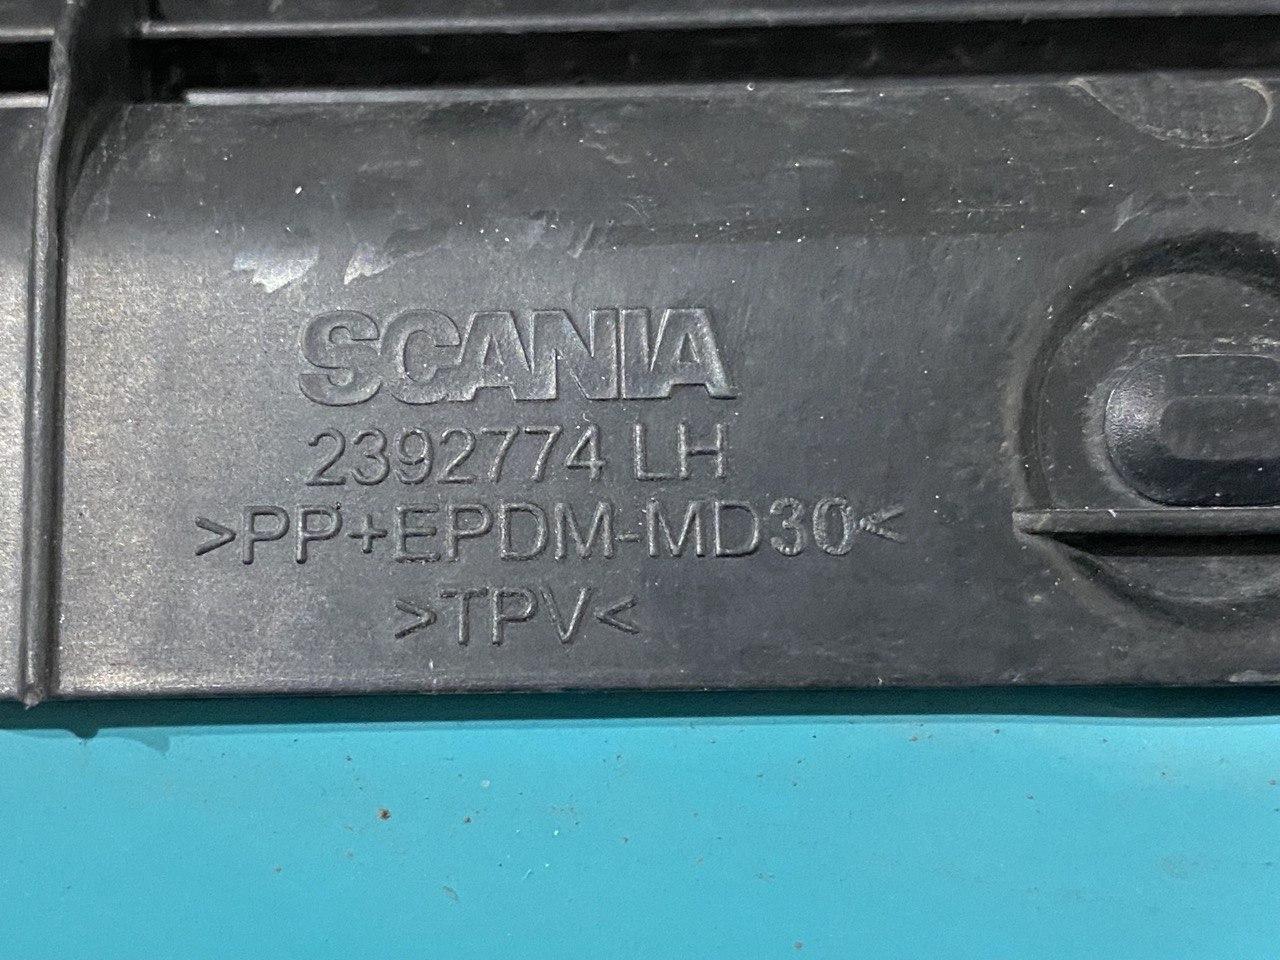 SCANIA
2392774 LH
>PP+EPDM-MD30<
>TPV<